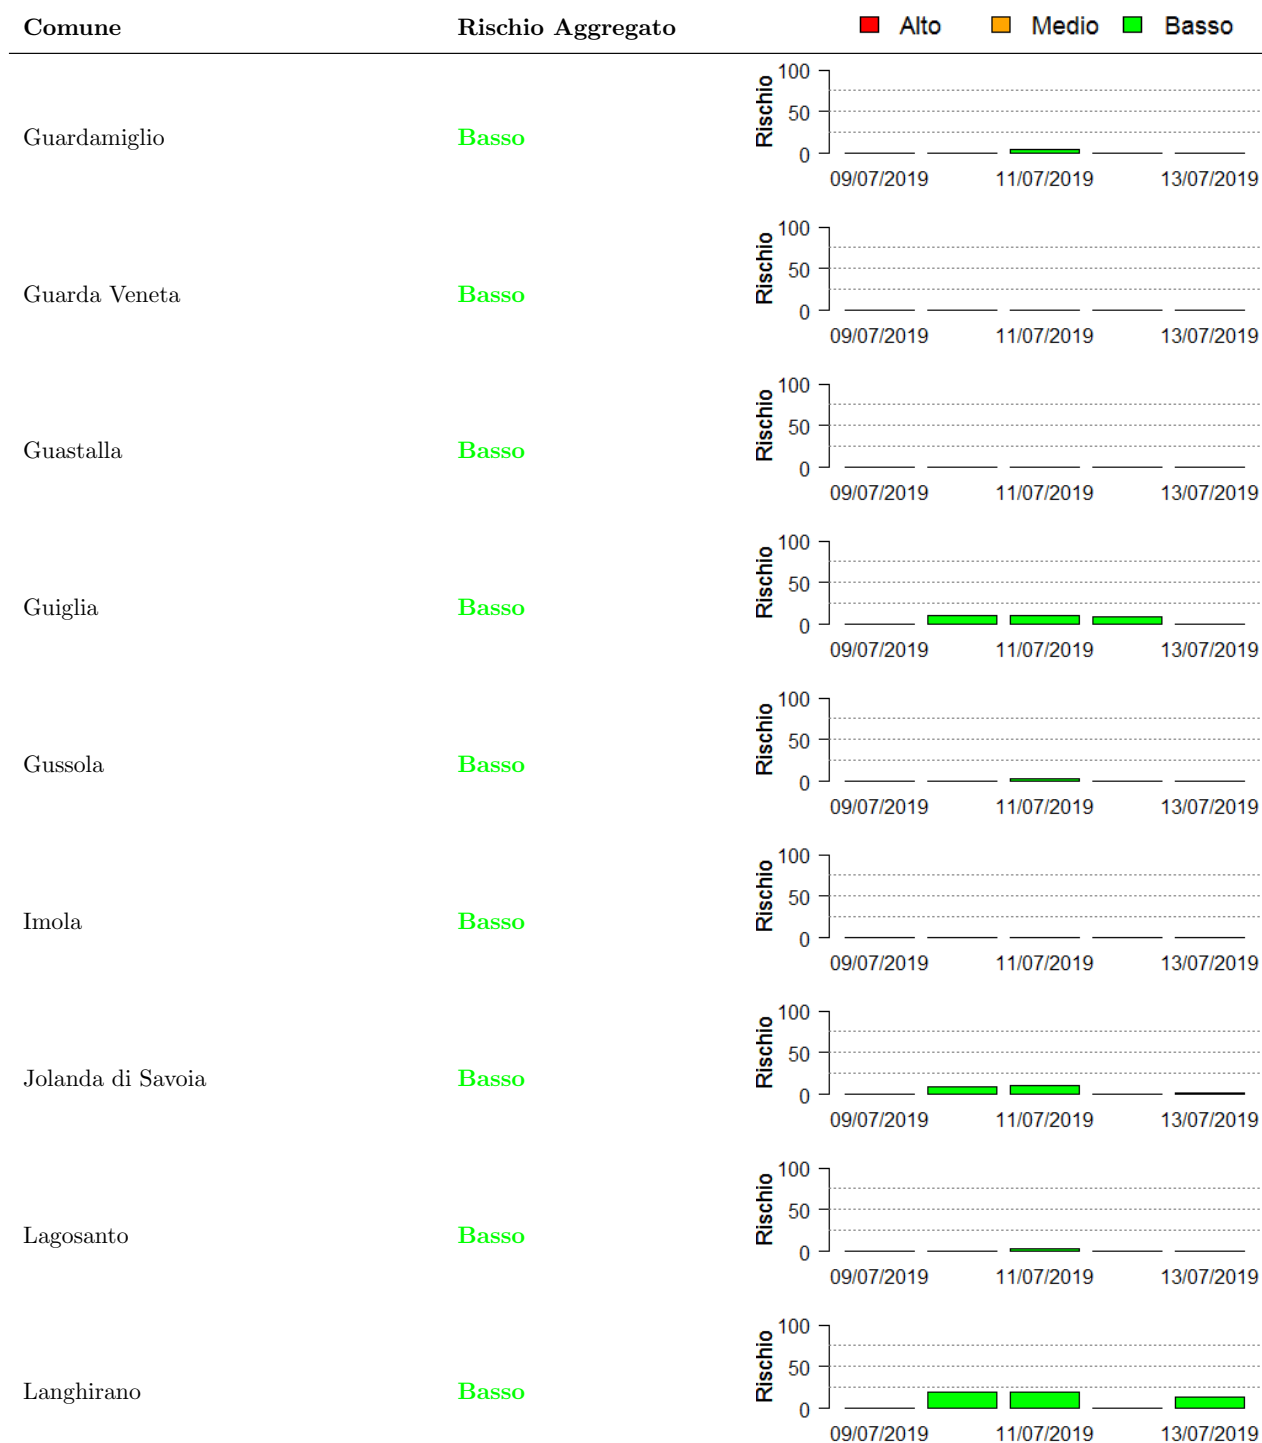 Comune Rischio Aggregato Alto Medio Basso
100
Rischio
50
Guardamiglio Basso
0
09/07/2019 11/07/2019 13/07/2019
100
Rischio
50
Guarda Veneta Basso
0
09/07/2019 11/07/2019 13/07/2019
100
Rischio
50
Guastalla Basso
0
09/07/2019 11/07/2019 13/07/2019
100
Rischio
50
Guiglia Basso
0
09/07/2019 11/07/2019 13/07/2019
100
Rischio
50
Gussola Basso
0
09/07/2019 11/07/2019 13/07/2019
100
Rischio
50
Imola Basso
0
09/07/2019 11/07/2019 13/07/2019
100
Rischio
50
Jolanda di Savoia Basso
0
09/07/2019 11/07/2019 13/07/2019
100
Rischio
50
Lagosanto Basso
0
09/07/2019 11/07/2019 13/07/2019
100
Rischio
50
Langhirano Basso
0
09/07/2019 11/07/2019 13/07/2019